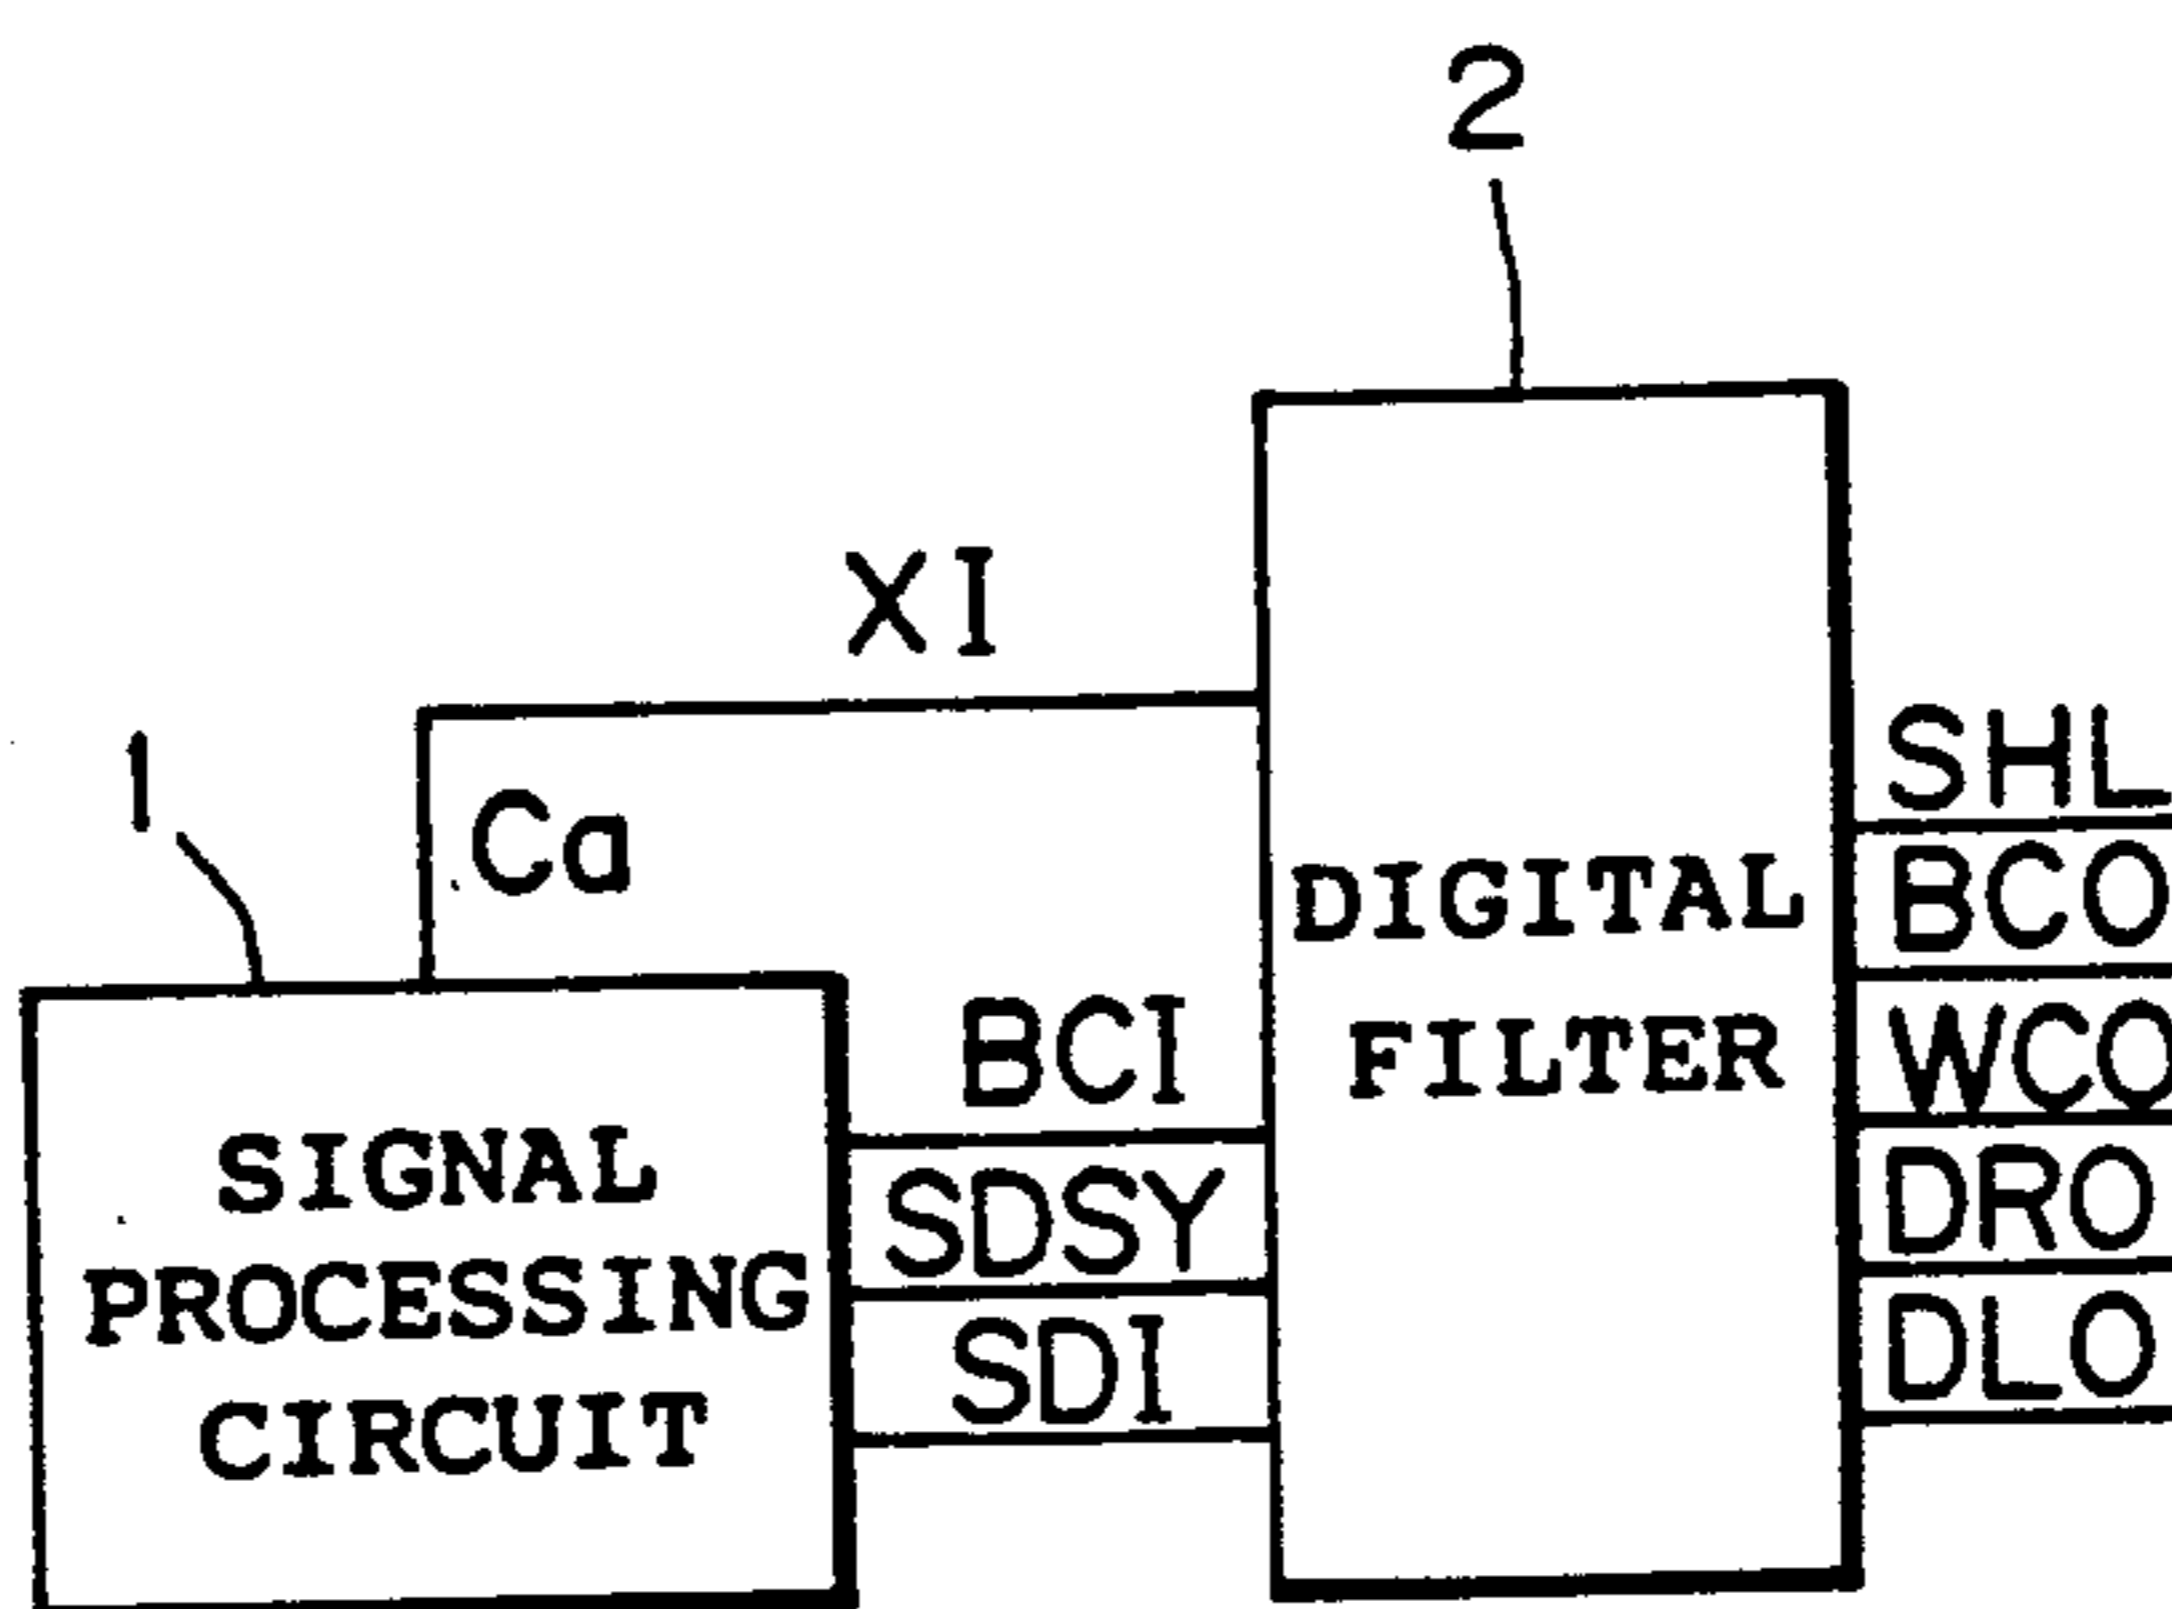 2
XI
1
Ca
SHL
BCO
WCO
DRO
DLO
DIGITAL
FILTER
BCI
SDSY
SDI
SIGNAL
PROCESSING
CIRCUIT